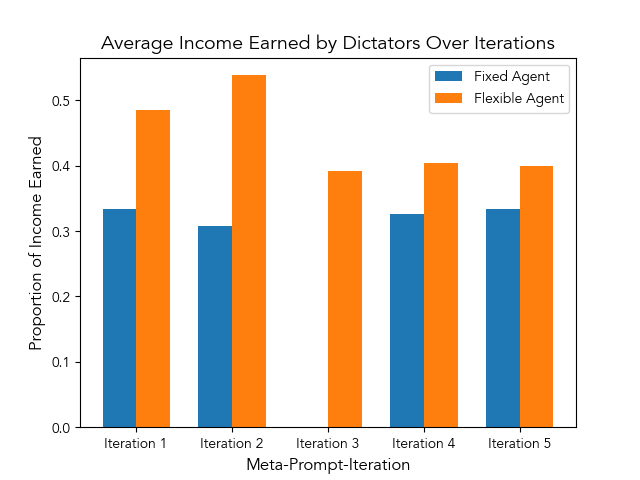 Average Income Earned by Dictators Over Iterations
Fixed Agent
Flexible Agent
Proportion of Income Earned
0.5
0.4
0.3
0.2
0.1
0.0
Iteration 1
Iteration 2
Iteration 3
Iteration 4
Iteration 5
Meta-Prompt-Iteration